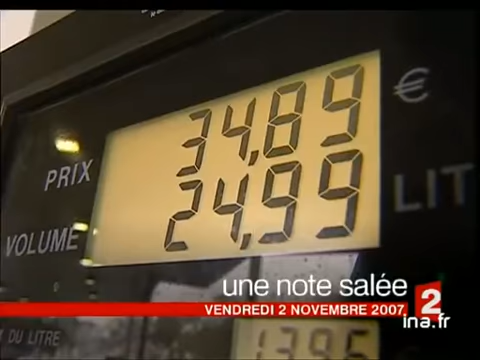 34,89 €
PRIX
24,99 LIT
VOLUME
une note salée
VENDREDI 2 NOVEMBRE 2007
2
ina.fr
X DU LITRE
1395